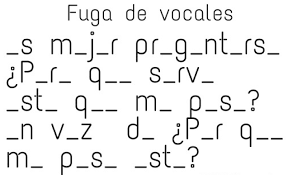 Fuga de vocales
_s m_j_r pr_g_nt_rs_
¿P_r_ q__ s_rv_
_st_ q__ m_ p_s_?
_n v_z d_ ¿P_r q__
m_ p_s_ _st_?